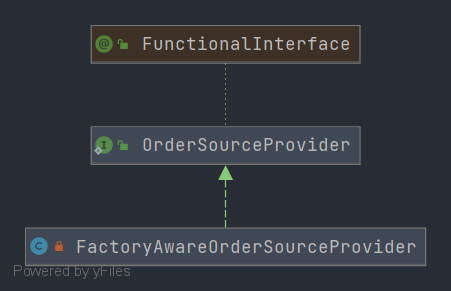 @ FunctionalInterface
I OrderSourceProvider
C FactoryAwareOrderSourceProvider
Powered by yFiles